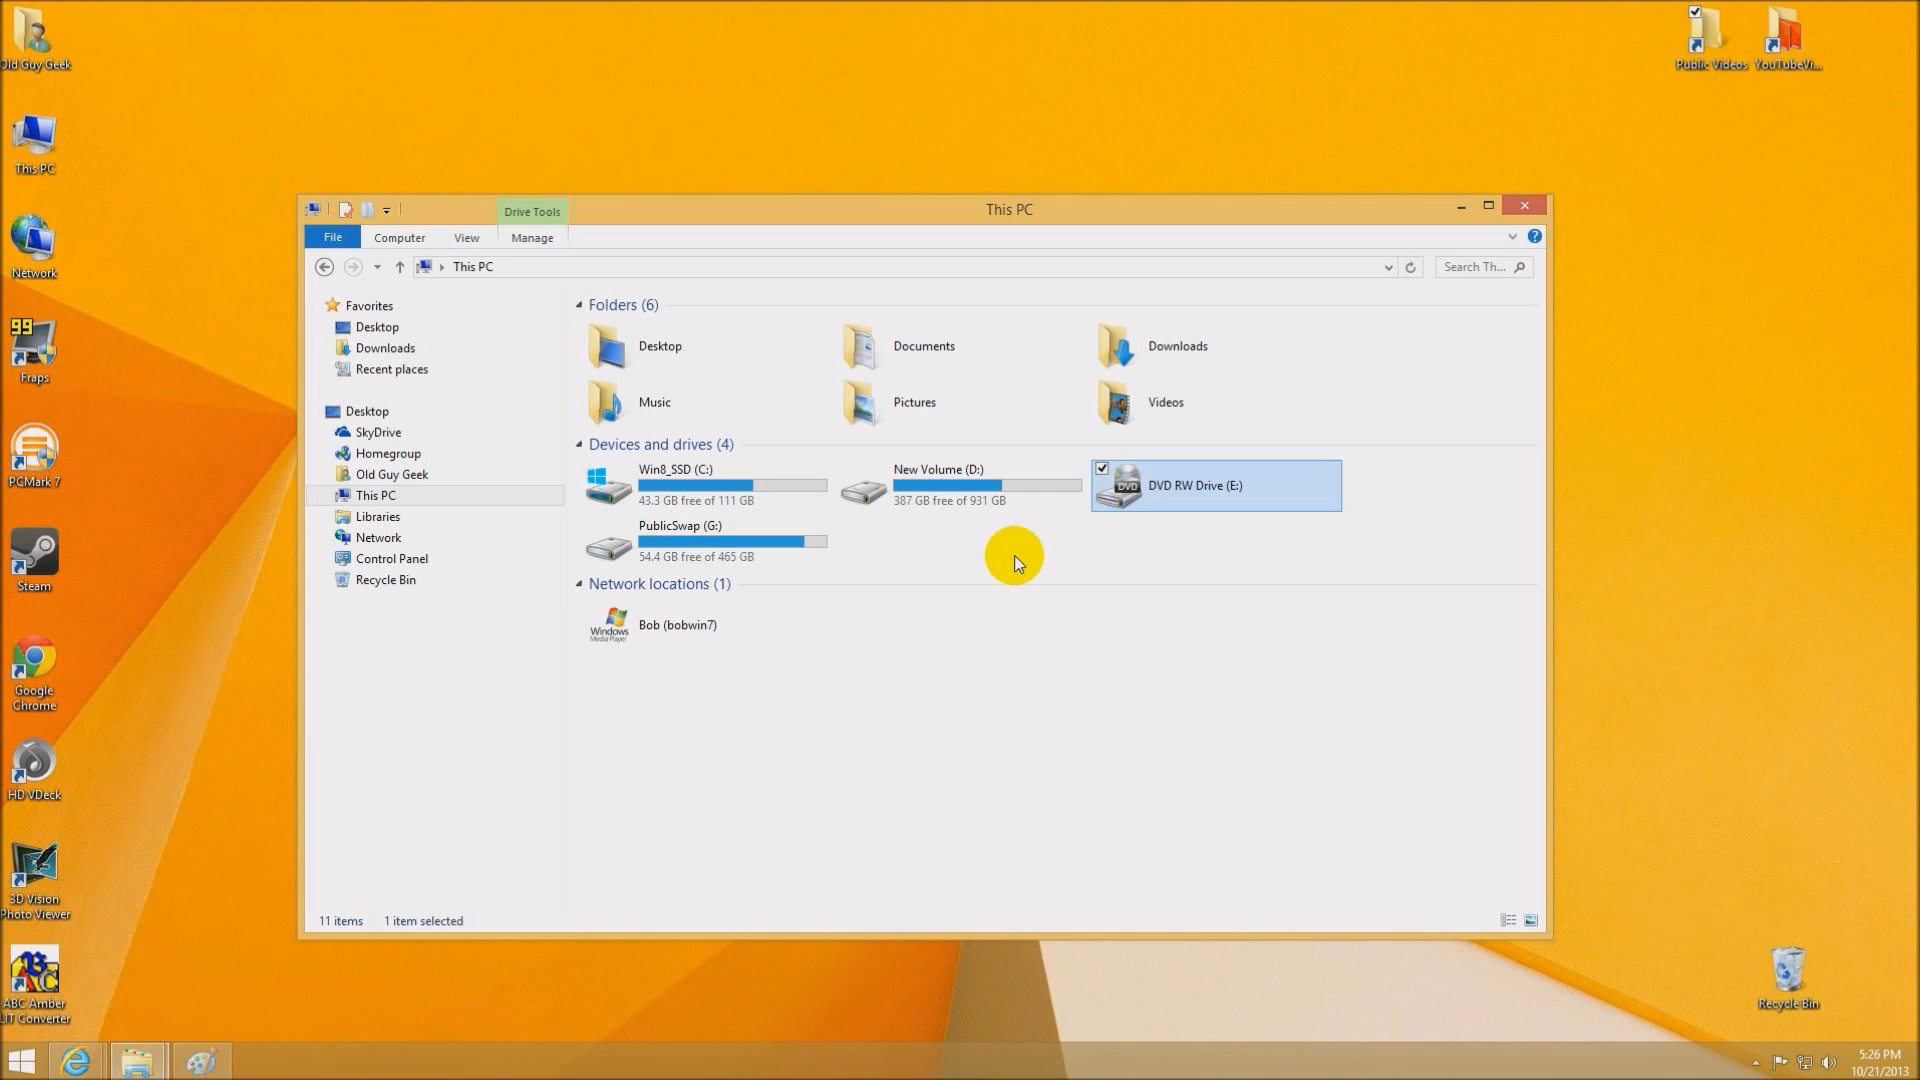 Old Guy Geek
This PC
Network
99
Fraps
PCMark 7
Steam
Google
Chrome
HD VDeck
3D Vision
Photo Viewer
ABC Amber
LIT Converter
Public Videos
YouTubeVi...
Recycle Bin
Drive Tools
This PC
File
Computer
View
Manage
This PC
Search Th...
Favorites
Desktop
Downloads
Recent places
Desktop
SkyDrive
Homegroup
Old Guy Geek
This PC
Libraries
Network
Control Panel
Recycle Bin
Folders (6)
Desktop
Documents
Downloads
Music
Pictures
Videos
Devices and drives (4)
Win8_SSD (C:)
43.3 GB free of 111 GB
New Volume (D:)
387 GB free of 931 GB
DVD
DVD RW Drive (E:)
PublicSwap (G:)
54.4 GB free of 465 GB
Network locations (1)
Windows
Media Player
Bob (bobwin7)
11 items
1 item selected
5:26 PM
10/21/2013